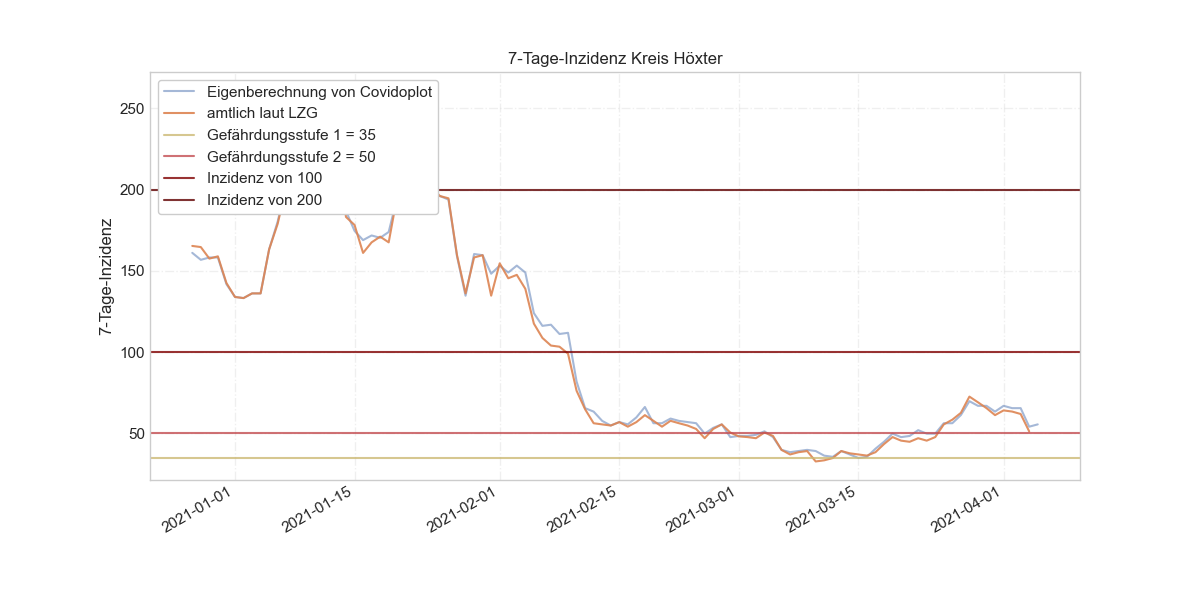 7-Tage-Inzidenz Kreis Höxter
Eigenberechnung von Covidoplot
amtlich laut LZG
Gefährdungsstufe 1 = 35
Gefährdungsstufe 2 = 50
Inzidenz von 100
Inzidenz von 200
7-Tage-Inzidenz
250
200
150
100
50
2021-01-01
2021-01-15
2021-02-01
2021-02-15
2021-03-01
2021-03-15
2021-04-01